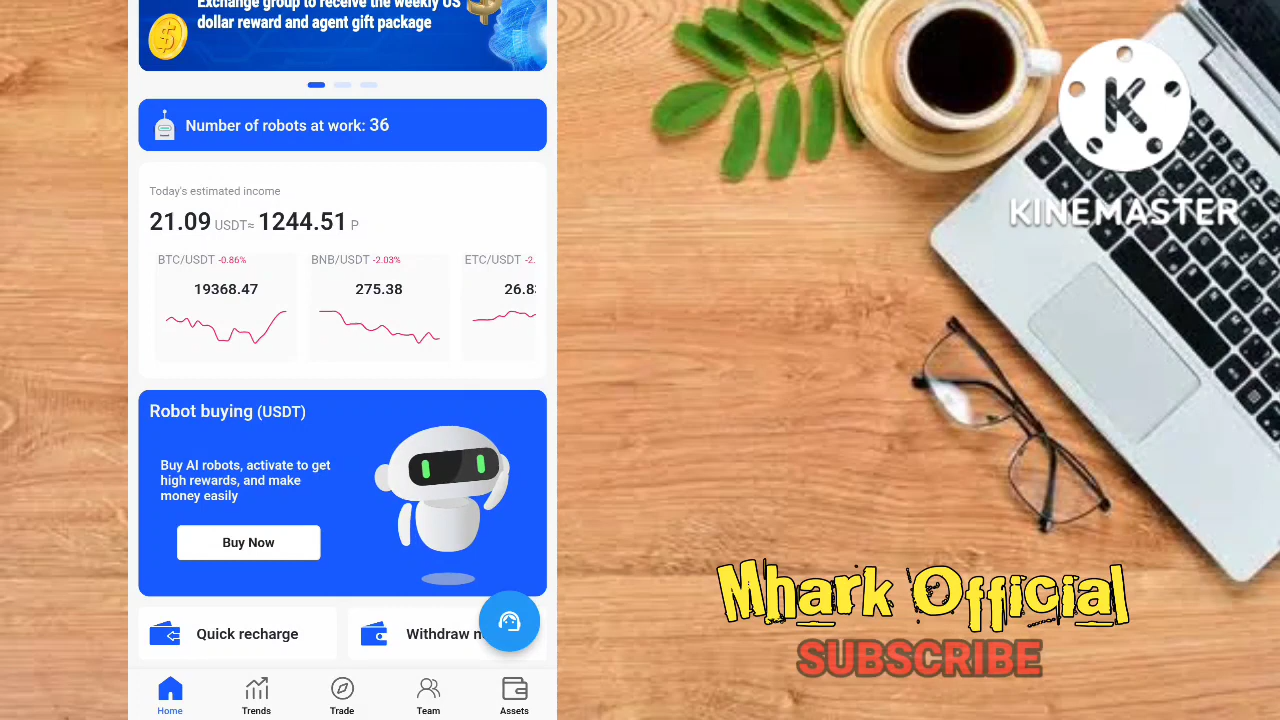 Exchange group to receive the weekly US
dollar reward and agent gift package
Number of robots at work: 36
Today's estimated income
21.09 USDT≈ 1244.51 P
BTC/USDT -0.86%
19368.47
BNB/USDT -2.03%
275.38
ETC/USDT -2.
26.8
Robot buying (USDT)
Buy AI robots, activate to get
high rewards, and make
money easily
Buy Now
Quick recharge
Withdraw
Home
Trends
Trade
Team
Assets
K
KINEMASTER
Mhark Official
SUBSCRIBE